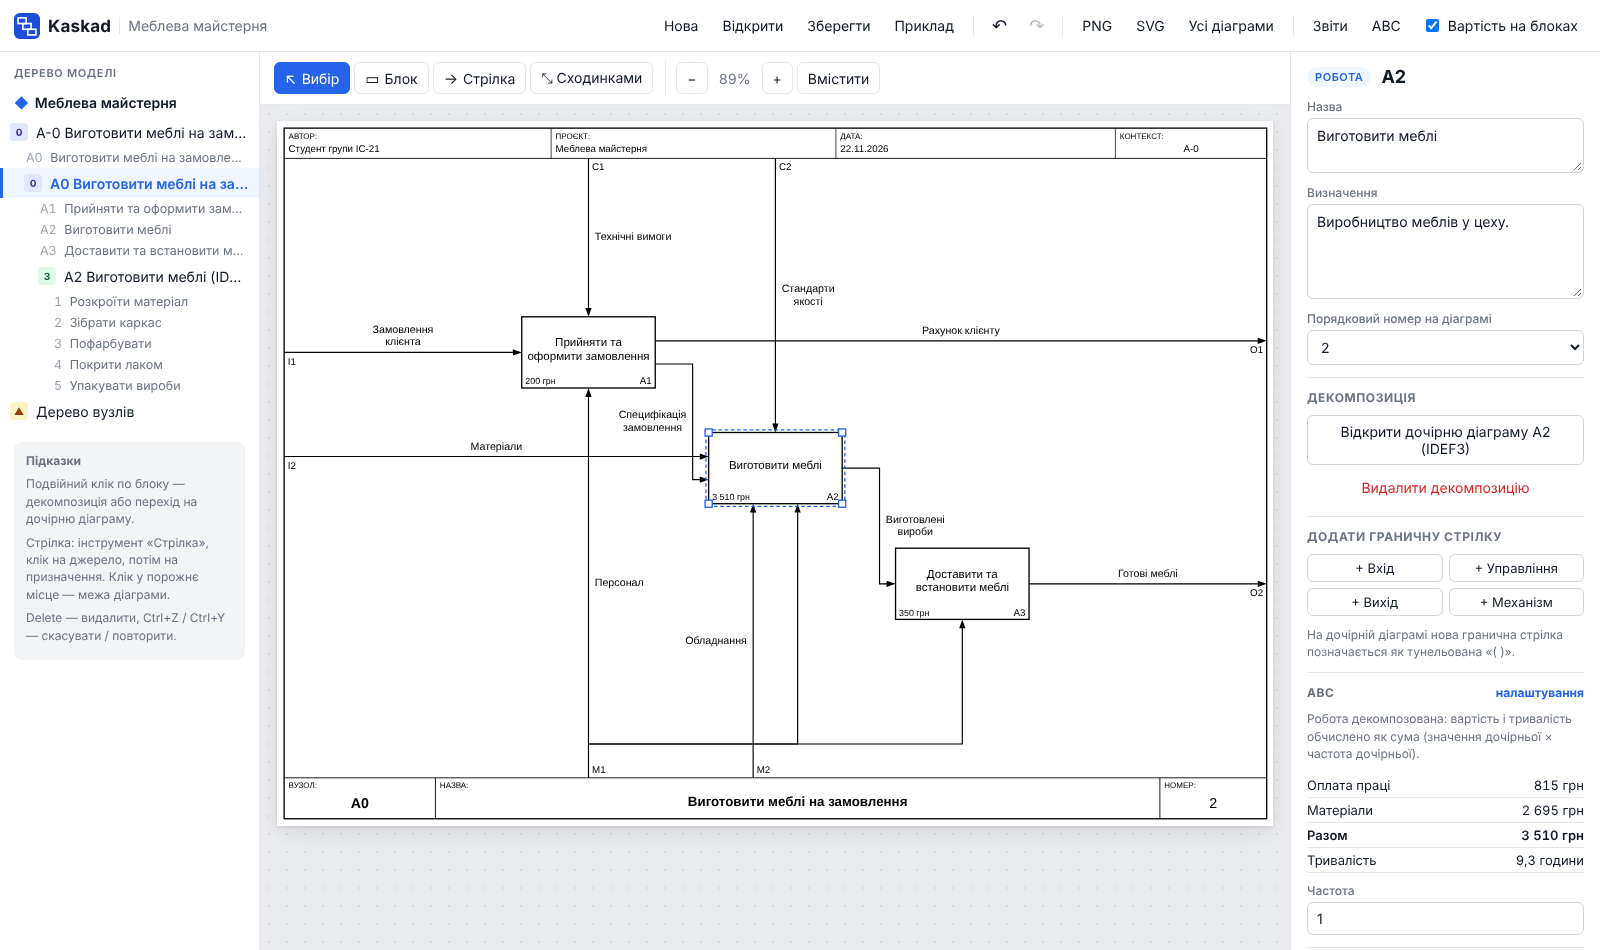 Kaskad
Меблева майстерня
Нова
Відкрити
Зберегти
Приклад
PNG
SVG
Усі діаграми
Звіти
ABC
Вартість на блоках
ДЕРЕВО МОДЕЛІ
Меблева майстерня
0 A-0 Виготовити меблі на зам...
A0 Виготовити меблі на замовле...
0 A0 Виготовити меблі на за...
A1 Прийняти та оформити зам...
A2 Виготовити меблі
A3 Доставити та встановити м...
3 A2 Виготовити меблі (ID...
1 Розкроїти матеріал
2 Зібрати каркас
3 Пофарбувати
4 Покрити лаком
5 Упакувати вироби
Дерево вузлів
Підказки
Подвійний клік по блоку —
декомпозиція або перехід на
дочірню діаграму.
Стрілка: інструмент «Стрілка»,
клік на джерело, потім на
призначення. Клік у порожнє
місце — межа діаграми.
Delete — видалити, Ctrl+Z / Ctrl+Y
— скасувати / повторити.
Вибір
Блок
Стрілка
Сходинками
−
89%
+
Вмістити
АВТОР:
Студент групи ІС-21
ПРОЄКТ:
Меблева майстерня
ДАТА:
22.11.2026
КОНТЕКСТ:
A-0
C1
C2
Технічні вимоги
Стандарти
якості
Замовлення
клієнта
I1
Прийняти та
оформити замовлення
200 грн
A1
Рахунок клієнту
O1
Специфікація
замовлення
Матеріали
I2
Виготовити меблі
3 510 грн
A2
Виготовлені
вироби
Доставити та
встановити меблі
350 грн
A3
Готові меблі
O2
Персонал
Обладнання
M1
M2
ВУЗОЛ:
A0
НАЗВА:
Виготовити меблі на замовлення
НОМЕР:
2
РОБОТА
A2
Назва
Виготовити меблі
Визначення
Виробництво меблів у цеху.
Порядковий номер на діаграмі
2
ДЕКОМПОЗИЦІЯ
Відкрити дочірню діаграму A2
(IDEF3)
Видалити декомпозицію
ДОДАТИ ГРАНИЧНУ СТРІЛКУ
+ Вхід
+ Управління
+ Вихід
+ Механізм
На дочірній діаграмі нова гранична стрілка
позначається як тунельована «( )».
ABC
налаштування
Робота декомпозована: вартість і тривалість
обчислено як сума (значення дочірньої ×
частота дочірньої).
Оплата праці 815 грн
Матеріали 2 695 грн
Разом 3 510 грн
Тривалість 9,3 години
Частота
1